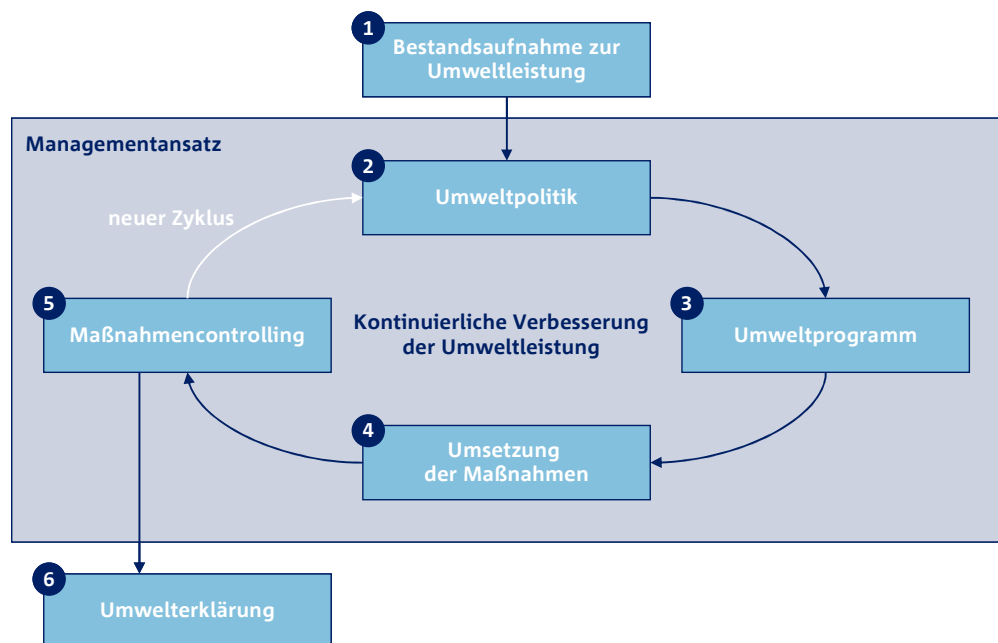 1
Bestandsaufnahme zur
Umweltleistung
Managementansatz
2
Umweltpolitik
neuer Zyklus
5
Maßnahmencontrolling
Kontinuierliche Verbesserung
der Umweltleistung
3
Umweltprogramm
4
Umsetzung
der Maßnahmen
6
Umwelterklärung